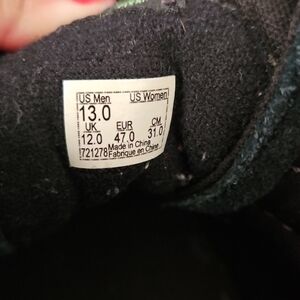 US Men US Women
13.0
UK EUR CM
12.0 47.0 31.0
721278 Made in China
Fabriqué en Chine